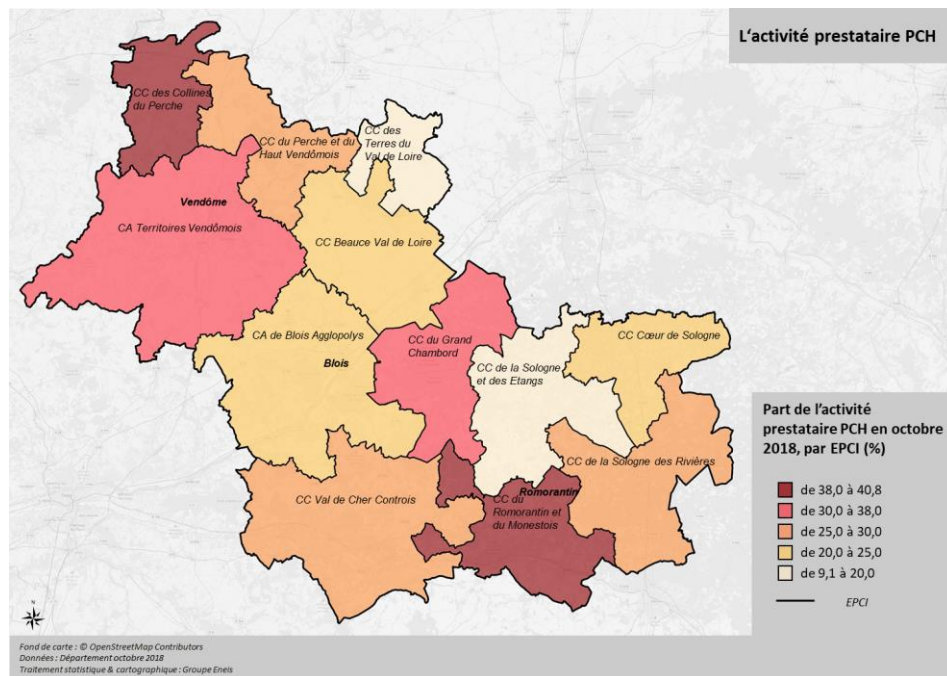 L'activité prestataire PCH
CC des Collines
du Perche
CC du Perche et du
Haut Vendômois
CC des
Terres du
Val de Loire
Vendôme
CA Territoires Vendômois
CC Beauce Val de Loire
CA de Blois Agglopolys
Blois
CC du Grand
Chambord
CC Cœur de Sologne
CC de la Sologne
et des Etangs
CC de la Sologne des Rivières
CC Val de Cher Controis
Romorantin
CC du
Romorantin et
du Monestois
Part de l'activité
prestataire PCH en octobre
2018, par EPCI (%)
de 38,0 à 40,8
de 30,0 à 38,0
de 25,0 à 30,0
de 20,0 à 25,0
de 9,1 à 20,0
EPCI
N
Fond de carte : © OpenStreetMap Contributors
Données : Département octobre 2018
Traitement statistique & cartographique : Groupe Eneis